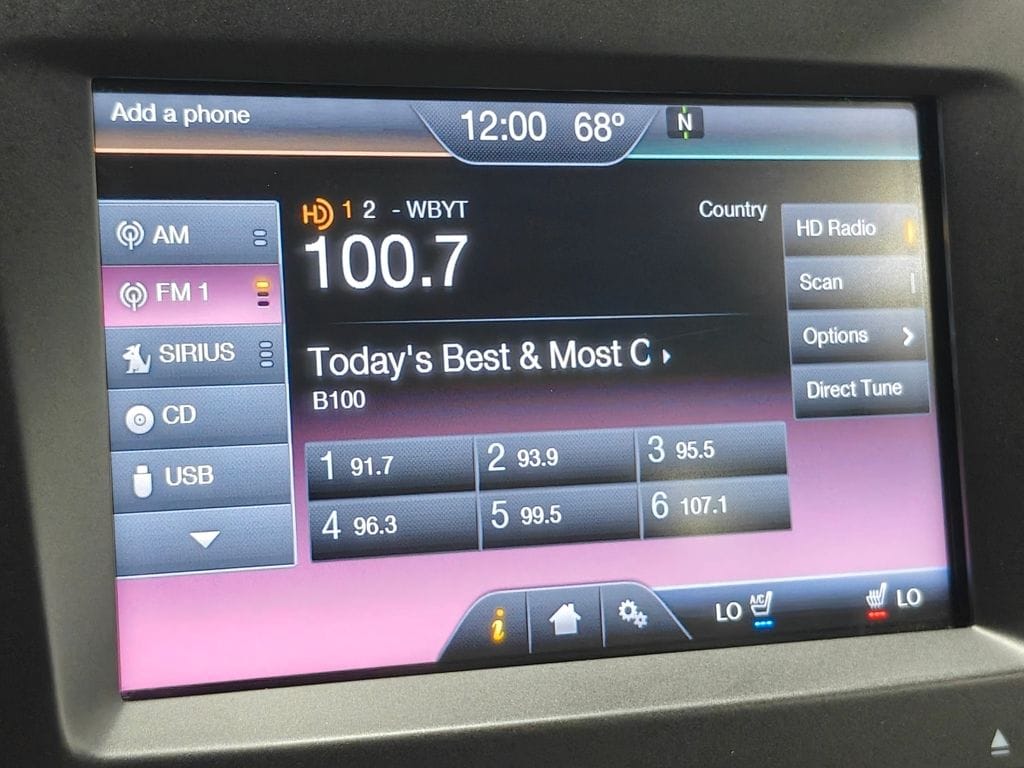 Add a phone
12:00 68° N
AM
FM 1
SIRIUS
CD
USB
HD 1 2 - WBYT
Country
100.7
Today's Best & Most C
B100
1 91.7
2 93.9
3 95.5
4 96.3
5 99.5
6 107.1
HD Radio
Scan
Options
Direct Tune
i
LO A/C
LO